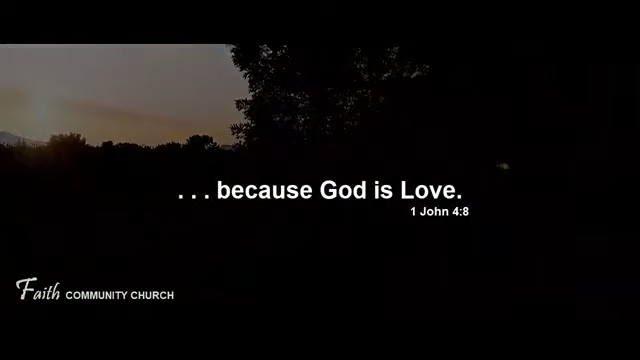 . . . because God is Love.
1 John 4:8
Faith COMMUNITY CHURCH